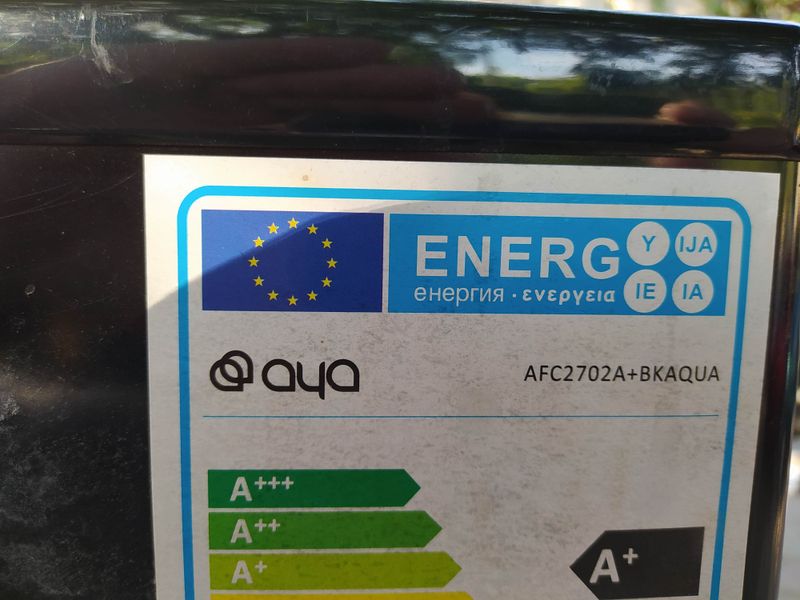 ENERG Y IJA
енергия · ενεργεια IE IA
aya AFC2702A+BKAQUA
A+++
A++
A+ A+